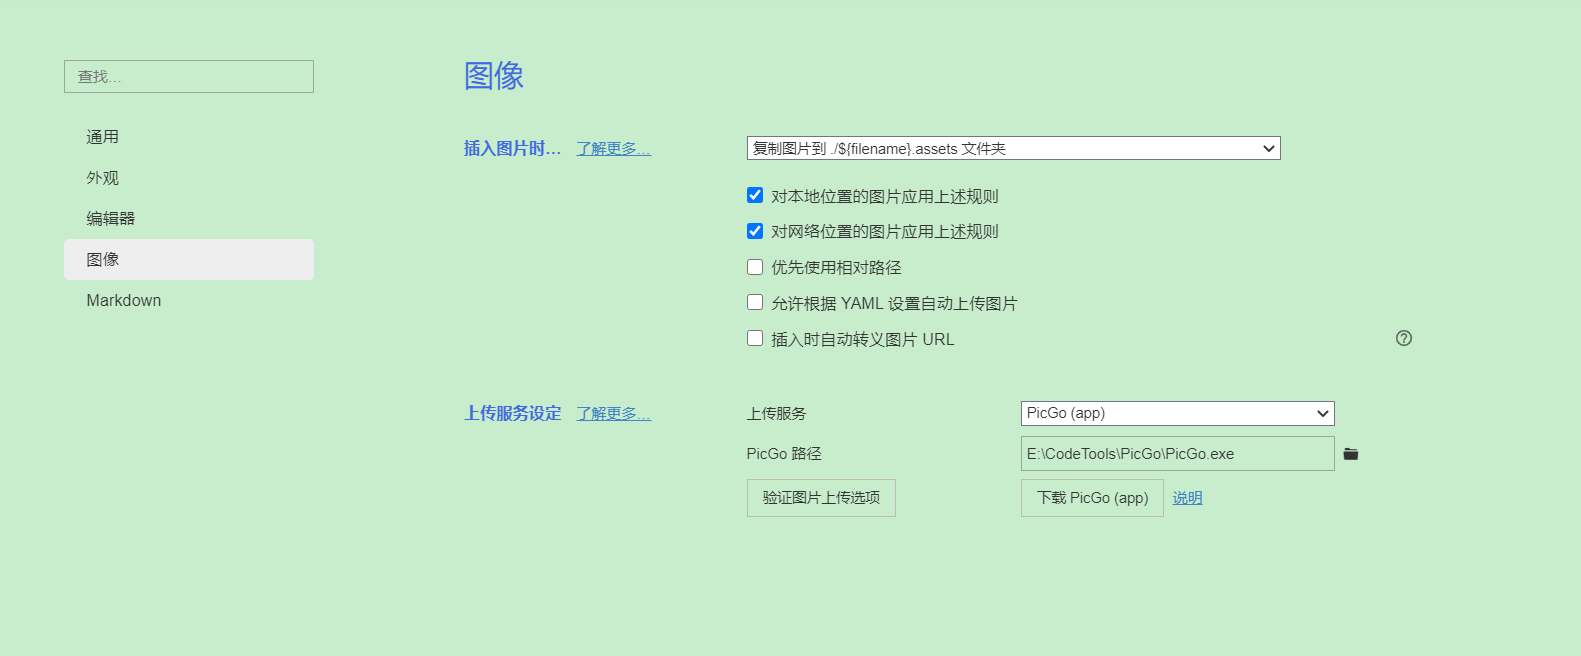 查找...
通用
外观
编辑器
图像
Markdown
图像
插入图片时... 了解更多... 复制图片到 ./${filename}.assets 文件夹
对本地位置的图片应用上述规则
对网络位置的图片应用上述规则
优先使用相对路径
允许根据 YAML 设置自动上传图片
插入时自动转义图片 URL
上传服务设定 了解更多... 上传服务 PicGo (app)
PicGo 路径 E:\CodeTools\PicGo\PicGo.exe
验证图片上传选项 下载 PicGo (app) 说明